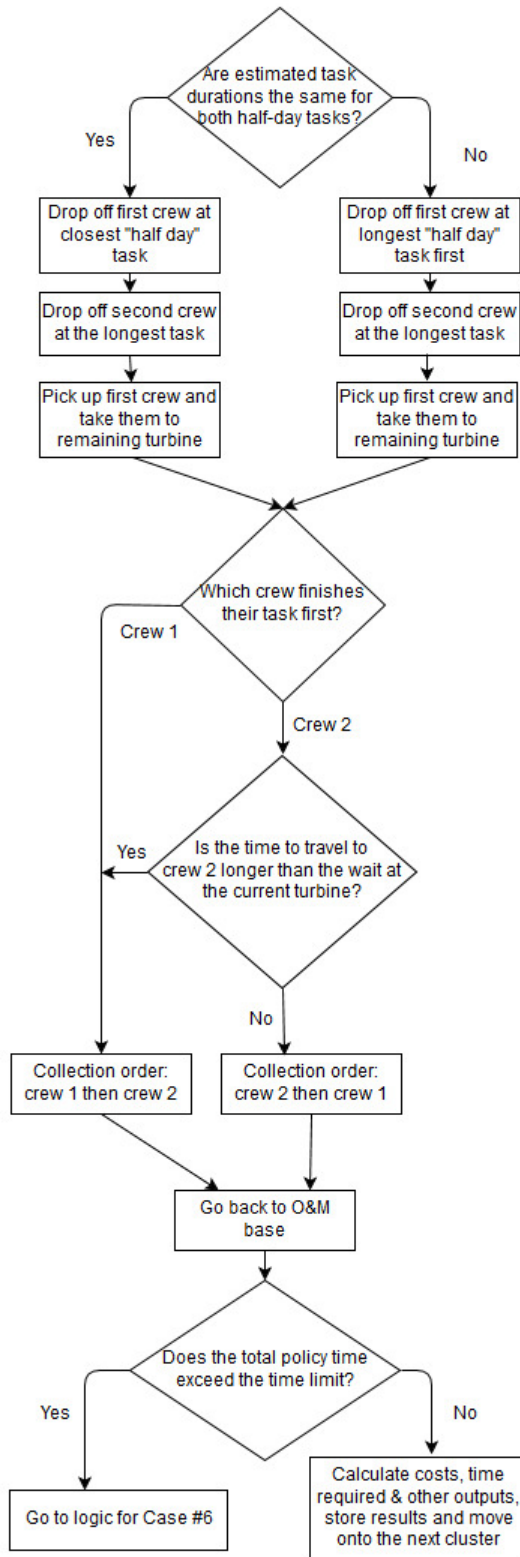 Are estimated task
durations the same for
both half-day tasks?
Yes
No
Drop off first crew at
closest "half day"
task
Drop off first crew at
longest "half day"
task first
Drop off second crew
at the longest task
Drop off second crew
at the longest task
Pick up first crew and
take them to
remaining turbine
Pick up first crew and
take them to
remaining turbine
Which crew finishes
their task first?
Crew 1
Crew 2
Is the time to travel to
crew 2 longer than the wait at
the current turbine?
Yes
No
Collection order:
crew 1 then crew 2
Collection order:
crew 2 then crew 1
Go back to O&M
base
Does the total policy time
exceed the time limit?
Yes
No
Go to logic for Case #6
Calculate costs, time
required & other outputs,
store results and move
onto the next cluster